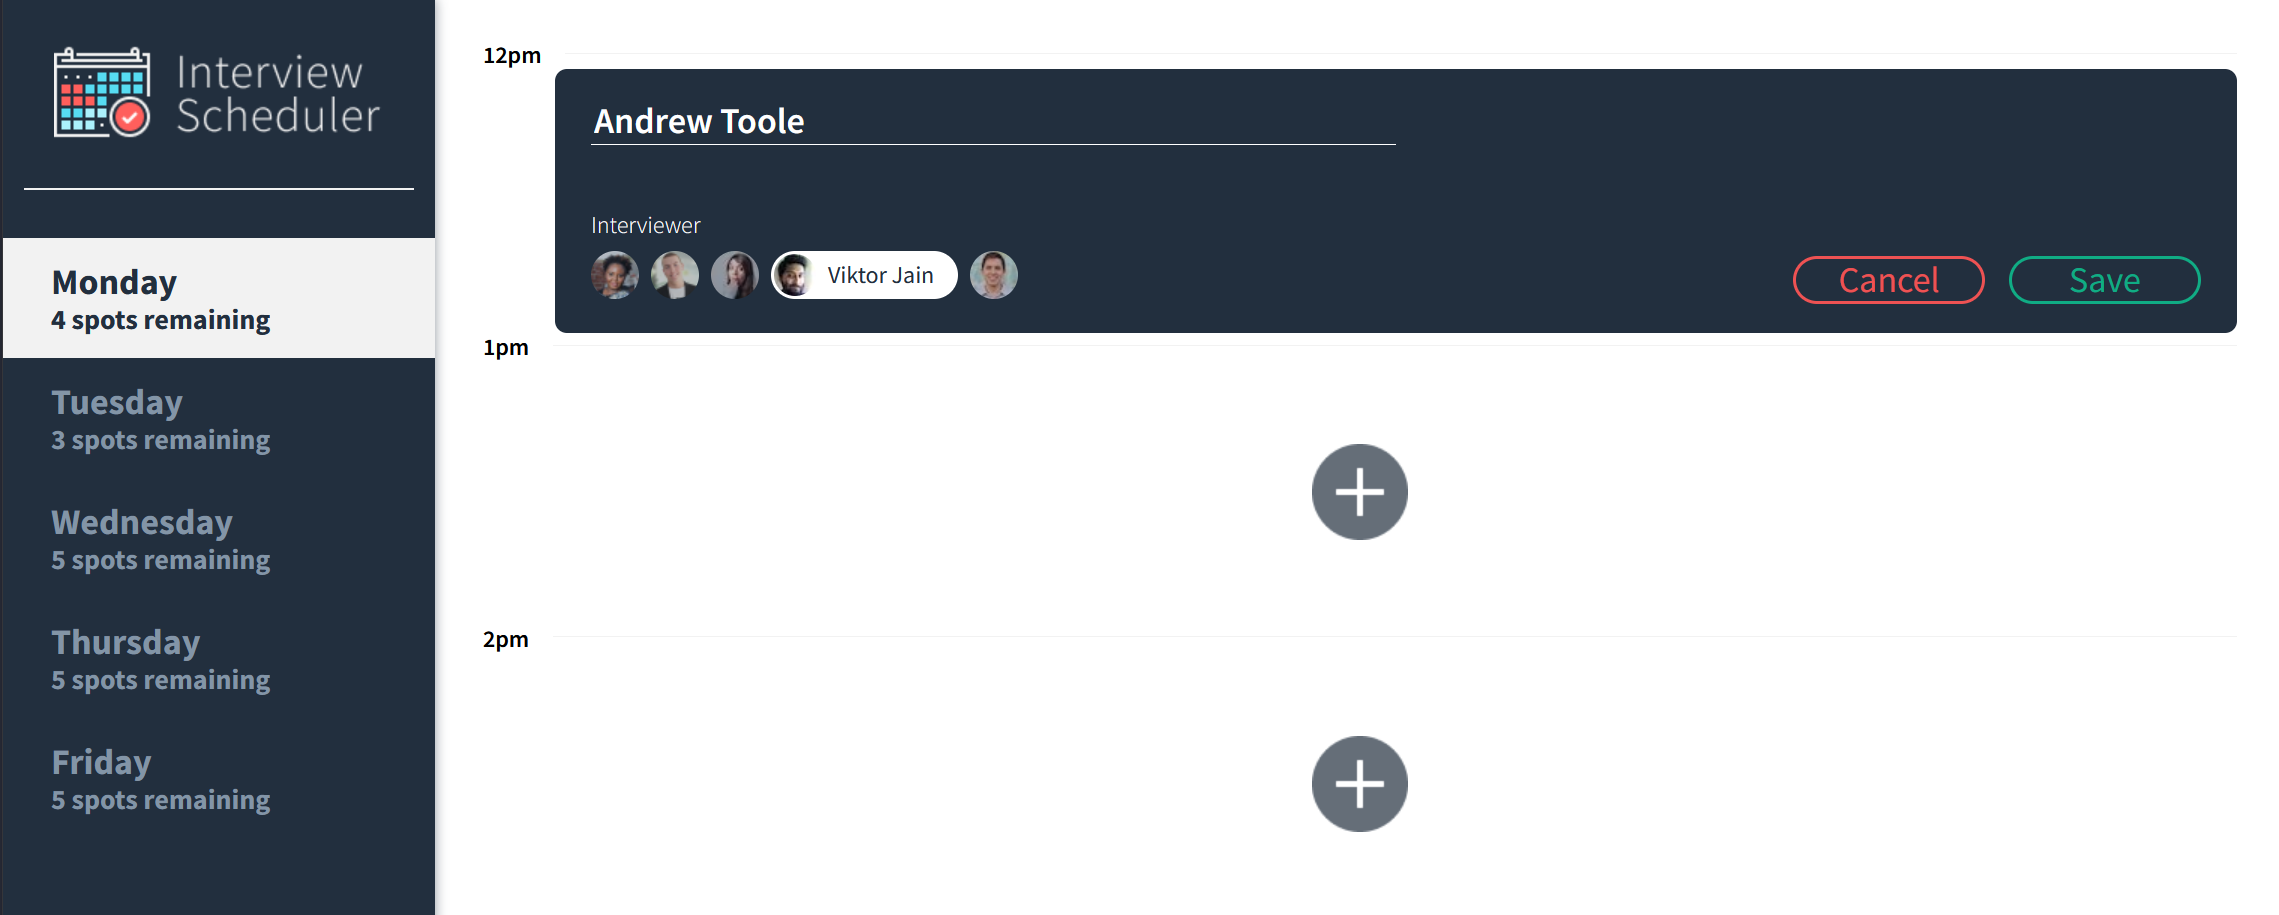 Interview
Scheduler
Monday
4 spots remaining
Tuesday
3 spots remaining
Wednesday
5 spots remaining
Thursday
5 spots remaining
Friday
5 spots remaining
12pm
Andrew Toole
Interviewer
Viktor Jain
Cancel
Save
1pm
2pm